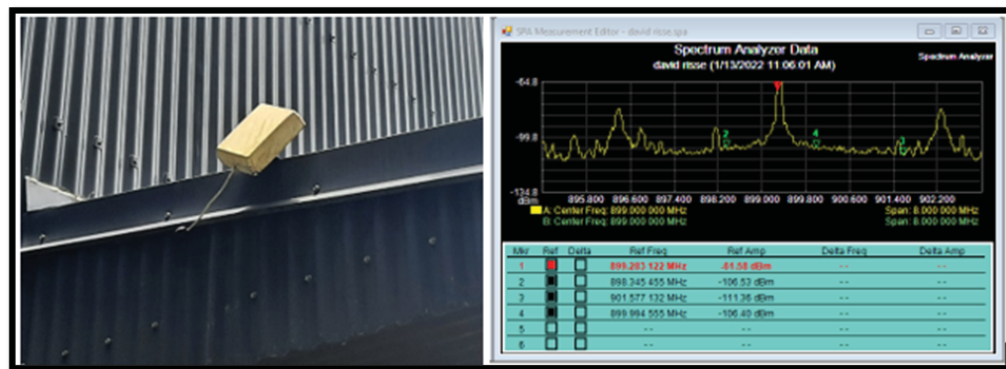 SPA Measurement Editor - david risse.spa
Spectrum Analyzer Data
david risse (1/13/2022 11:06:01 AM)
Spectrum Analyzer
-64.8
-99.8
-134.8
dBm
895.800 896.600 897.400 898.200 899.000 899.800 900.600 901.400 902.200
2 4 3
A: Center Freq: 899.000 000 MHz Span: 8.000 000 MHz
B: Center Freq: 899.000 000 MHz Span: 8.000 000 MHz
Mkr Ref Delta Ref Freq Ref Amp Delta Freq Delta Amp
1 899.283 122 MHz -81.58 dBm -- --
2 898.345 455 MHz -106.53 dBm -- --
3 901.577 132 MHz -111.36 dBm -- --
4 899.994 555 MHz -106.40 dBm -- --
5 -- -- -- --
6 -- -- -- --